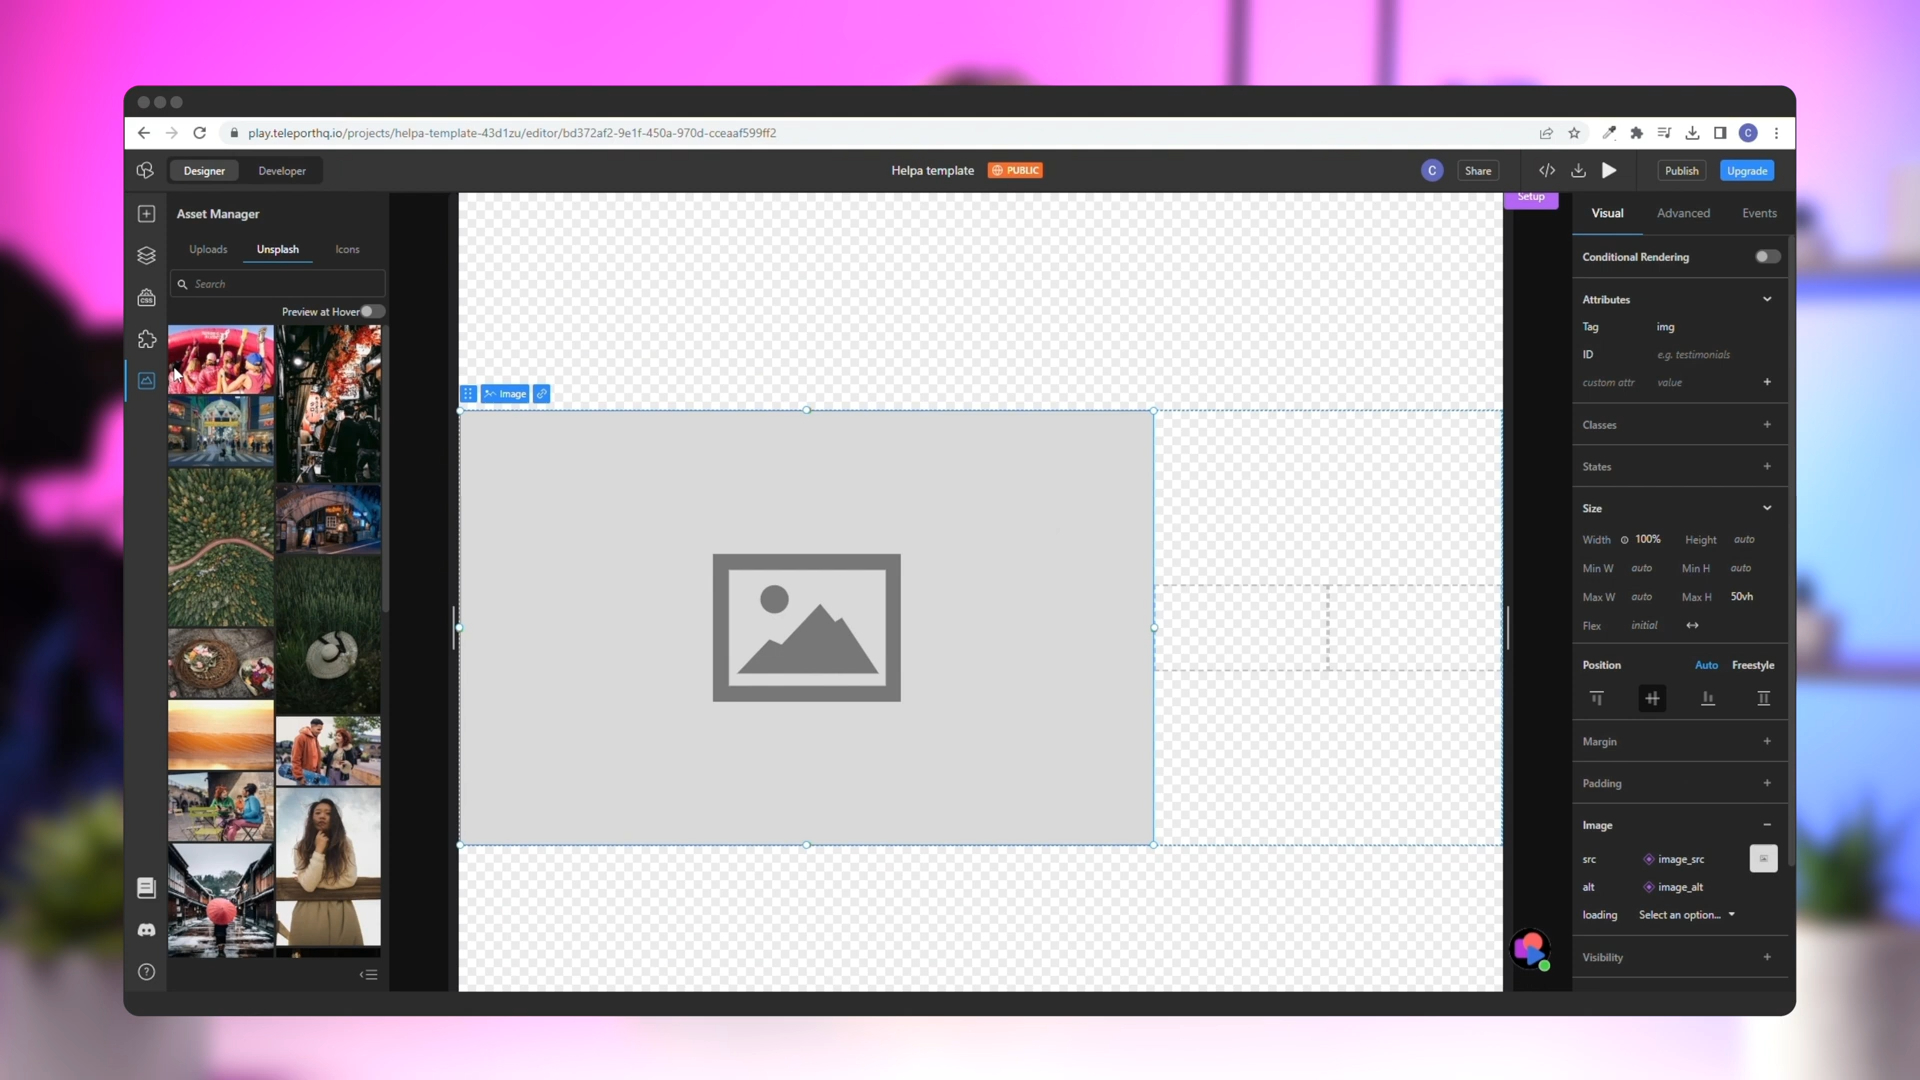 play.teleporthq.io/projects/helpa-template-43d1zu/editor/bd372af2-9e1f-450a-970d-cceaaf599ff2
C
Designer
Developer
Helpa template
PUBLIC
C
Share
Publish
Upgrade
Asset Manager
Uploads
Unsplash
Icons
Search
Preview at Hover
CSS
Image
Setup
Visual
Advanced
Events
Conditional Rendering
Attributes
Tag
img
ID
e.g. testimonials
custom attr
value
Classes
States
Size
Width
100%
Height
auto
Min W
auto
Min H
auto
Max W
auto
Max H
50vh
Flex
initial
Position
Auto
Freestyle
Margin
Padding
Image
src
image_src
alt
image_alt
loading
Select an option...
Visibility